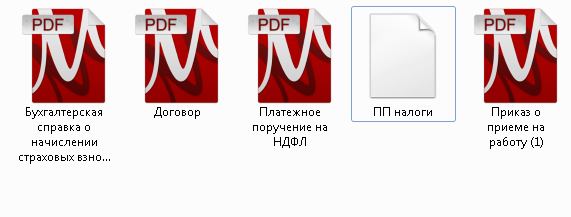 PDF
Бухгалтерская
справка о
начислении
страховых взно...
PDF
Договор
PDF
Платежное
поручение на
НДФЛ
ПП налоги
PDF
Приказ о
приеме на
работу (1)